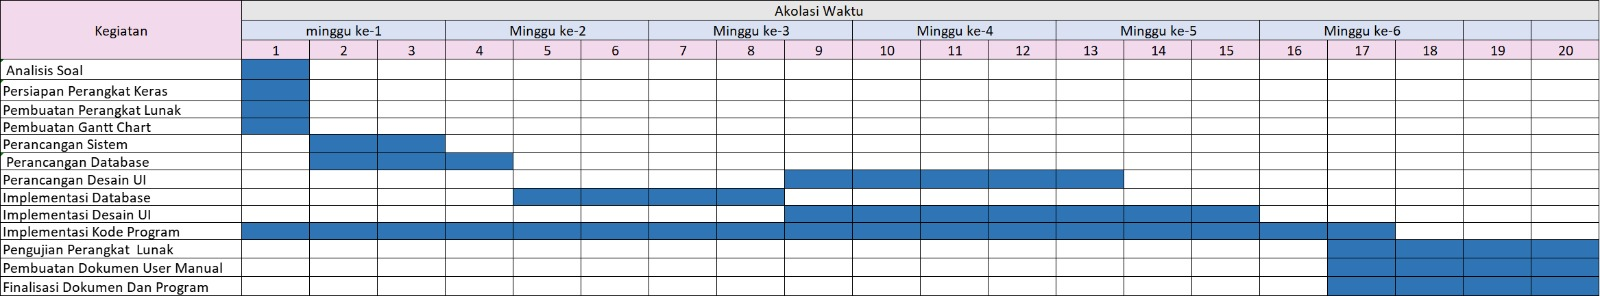 Kegiatan
Akolasi Waktu
minggu ke-1 Minggu ke-2 Minggu ke-3 Minggu ke-4 Minggu ke-5 Minggu ke-6
1 2 3 4 5 6 7 8 9 10 11 12 13 14 15 16 17 18 19 20
Analisis Soal
Persiapan Perangkat Keras
Pembuatan Perangkat Lunak
Pembuatan Gantt Chart
Perancangan Sistem
Perancangan Database
Perancangan Desain UI
Implementasi Database
Implementasi Desain UI
Implementasi Kode Program
Pengujian Perangkat Lunak
Pembuatan Dokumen User Manual
Finalisasi Dokumen Dan Program